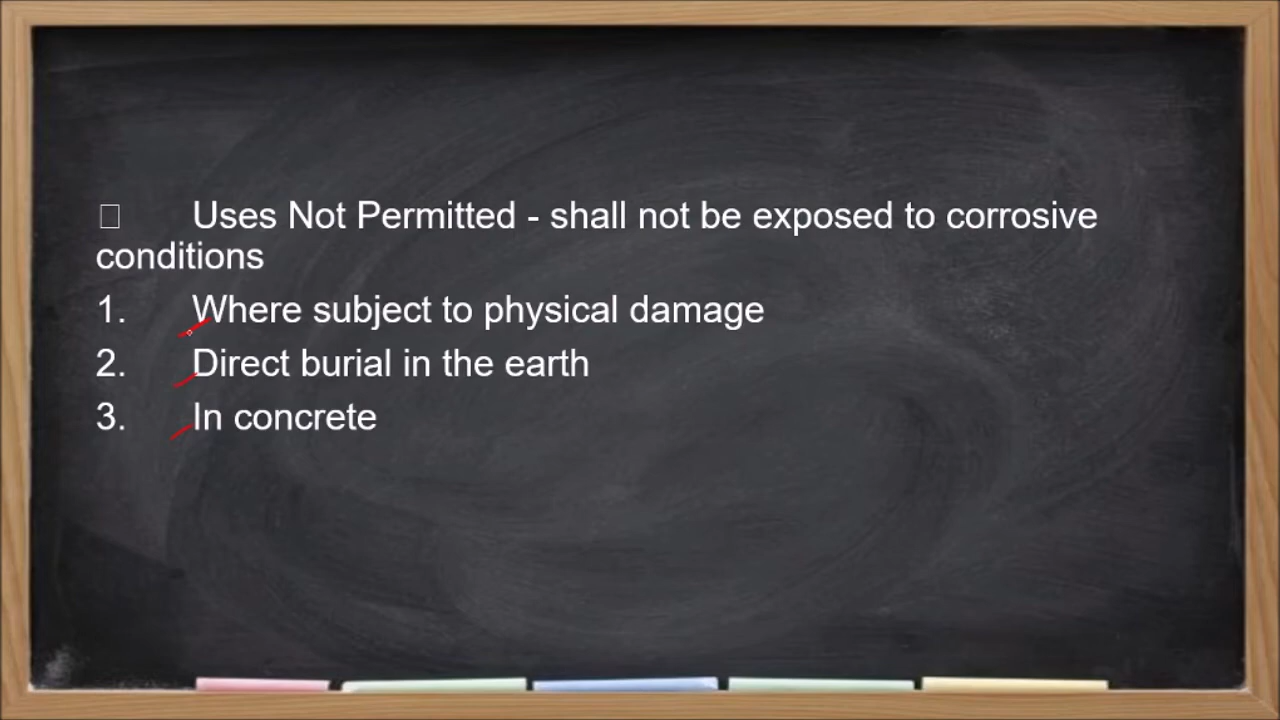 Uses Not Permitted - shall not be exposed to corrosive
conditions
1. Where subject to physical damage
2. Direct burial in the earth
3. In concrete